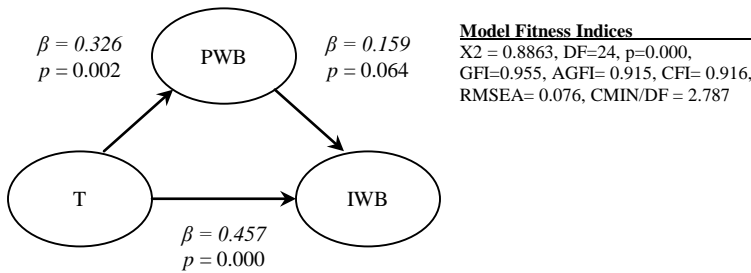 β = 0.326
p = 0.002
PWB
β = 0.159
p = 0.064
Model Fitness Indices
X2 = 0.8863, DF=24, p=0.000,
GFI=0.955, AGFI= 0.915, CFI= 0.916,
RMSEA= 0.076, CMIN/DF = 2.787
T
IWB
β = 0.457
p = 0.000